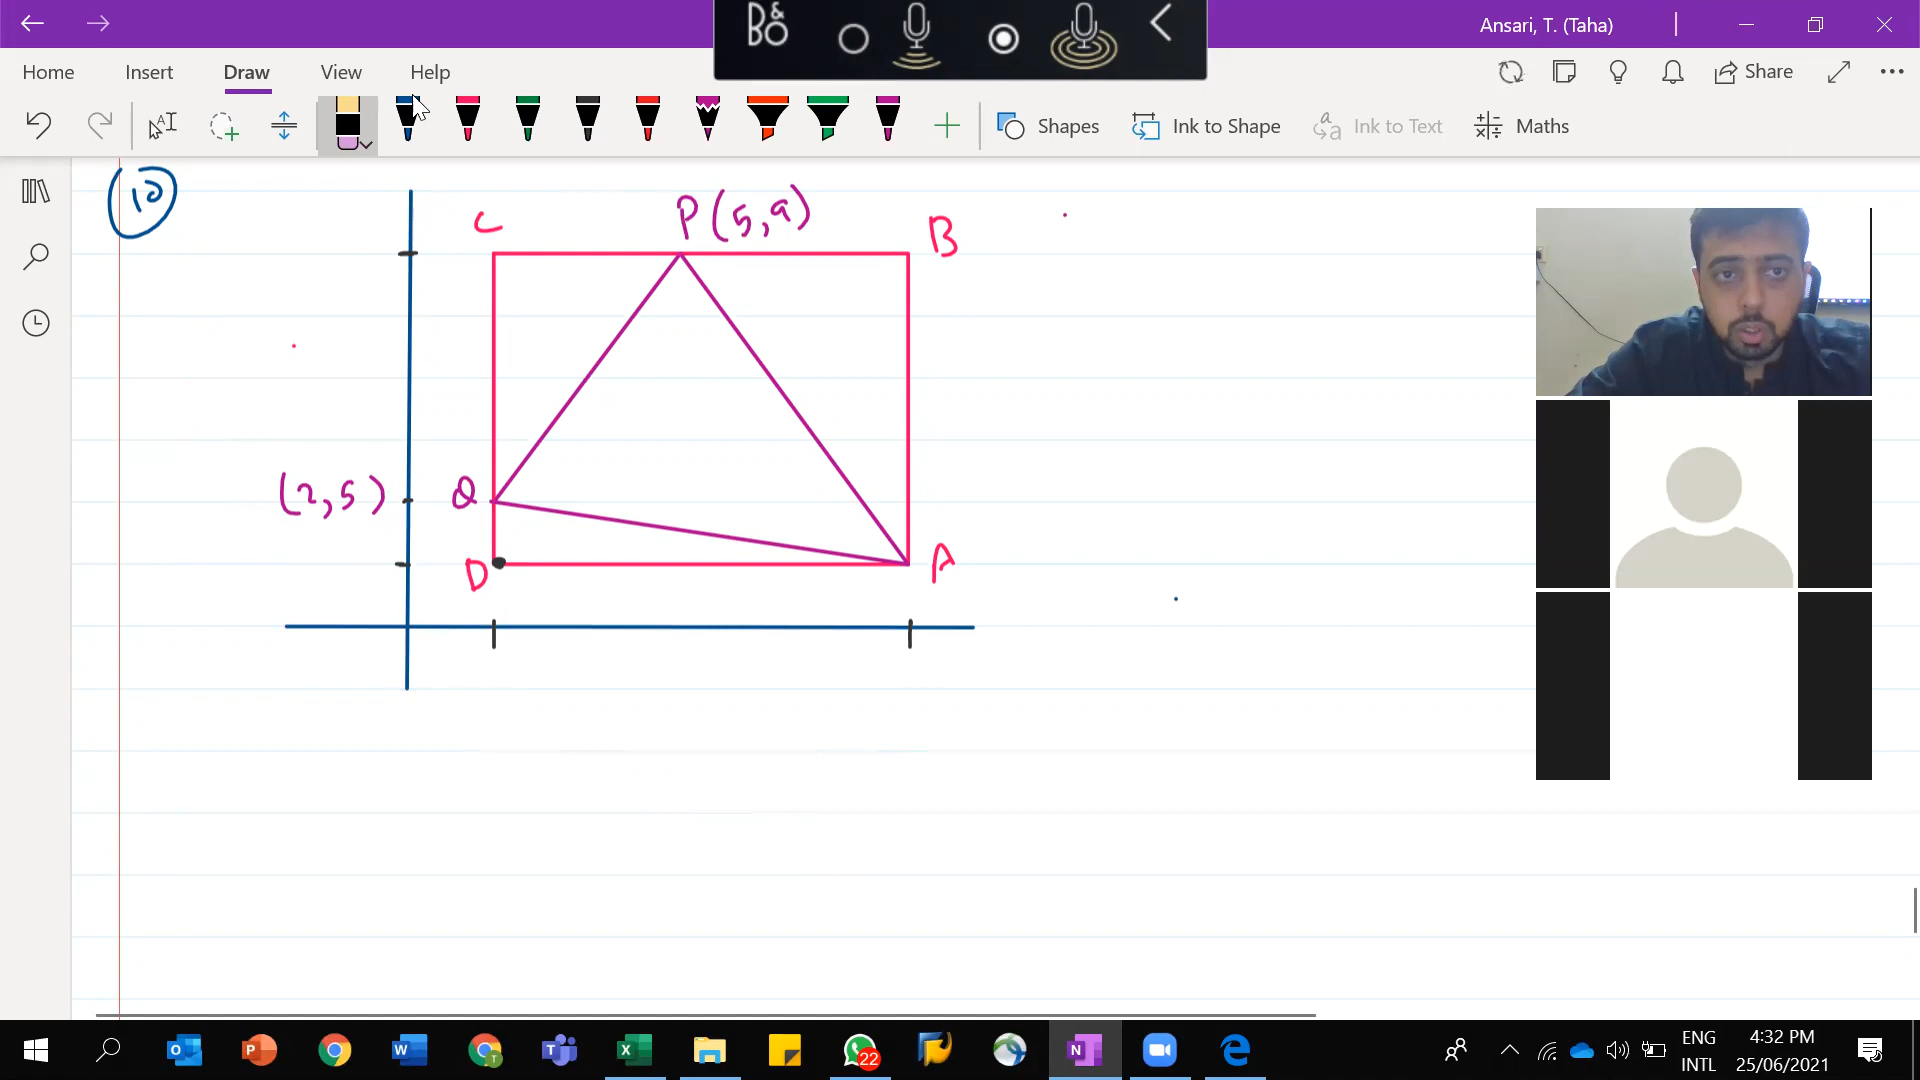 B&O
Ansari, T. (Taha)
Home Insert Draw View Help
Share
Shapes Ink to Shape Ink to Text Maths
10
C P(5,9) B
(2,5) Q
D A
22
ENG
INTL
4:32 PM
25/06/2021